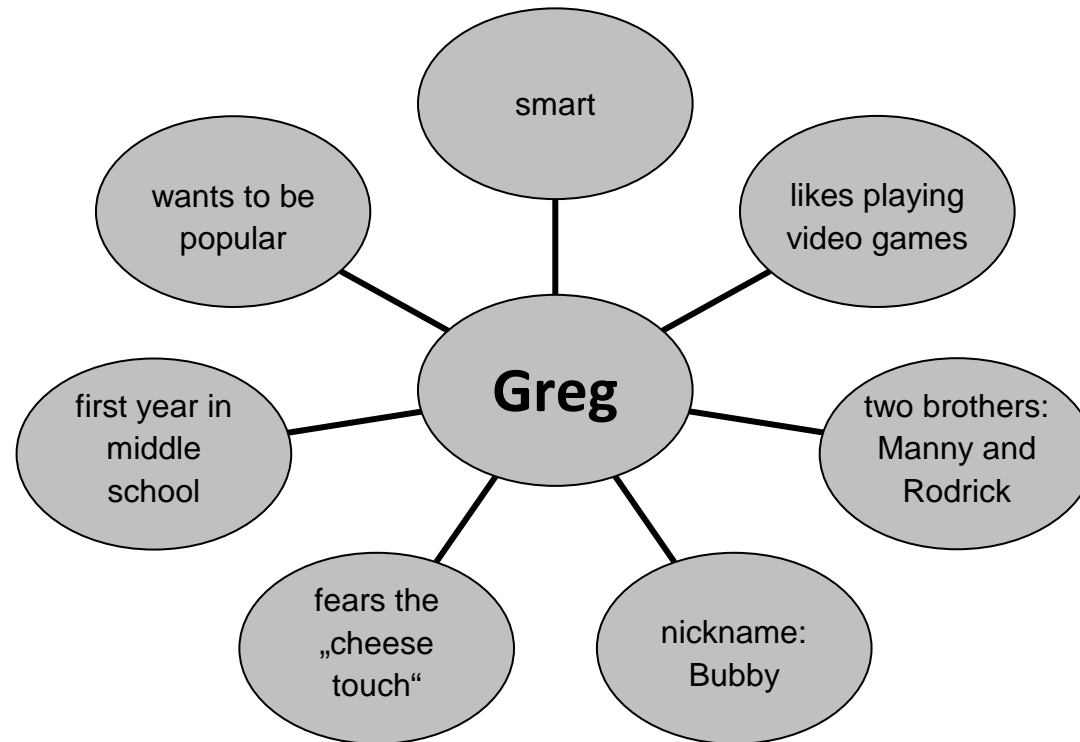 smart
wants to be
popular
likes playing
video games
Greg
first year in
middle
school
two brothers:
Manny and
Rodrick
fears the
„cheese
touch“
nickname:
Bubby